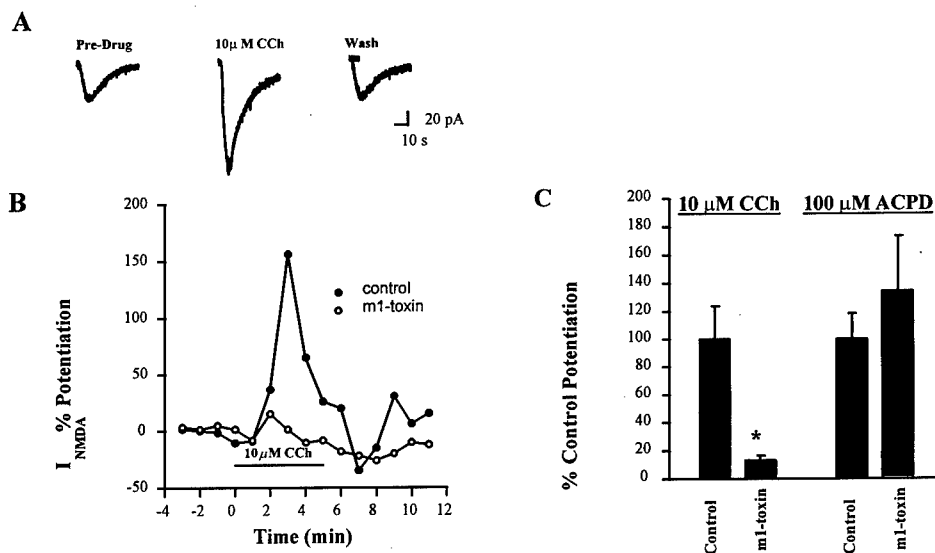 A
Pre-Drug
10μ M CCh
Wash
20 pA
10 s
B
200
150
100
50
0
-50
I NMDA % Potentiation
control
m1-toxin
10μM CCh
-4 -2 0 2 4 6 8 10 12
Time (min)
C
10 μM CCh
100 μM ACPD
200
180
160
140
120
100
80
60
40
20
0
% Control Potentiation
*
Control
m1-toxin
Control
m1-toxin